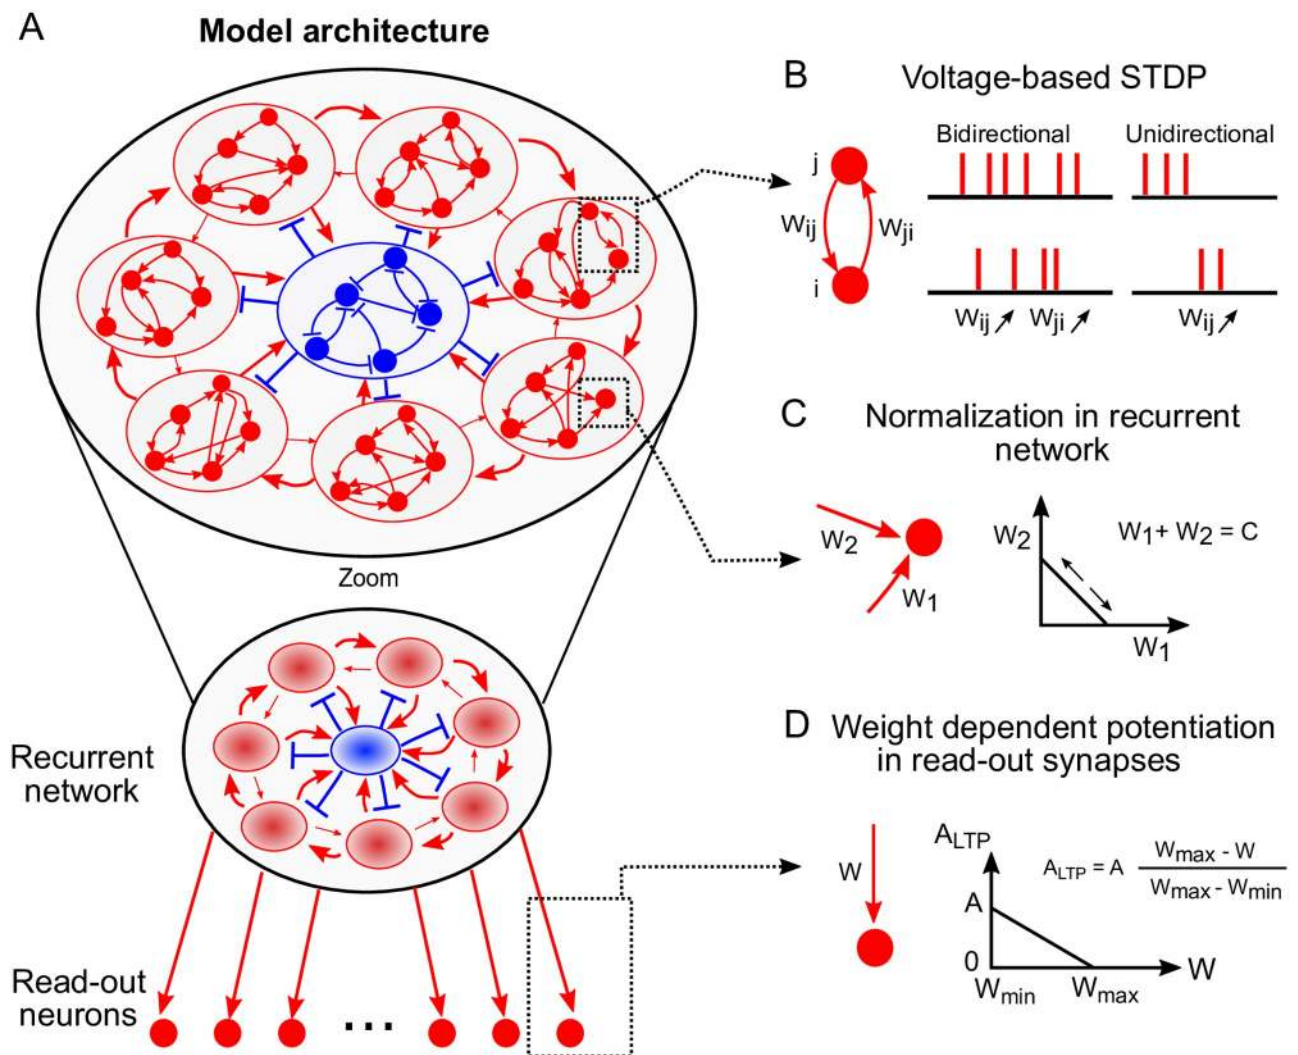 A
Model architecture
Zoom
Recurrent
network
Read-out
neurons
...
B
Voltage-based STDP
Bidirectional
Unidirectional
j
Wij
Wji
i
Wij
Wji
Wij
C
Normalization in recurrent
network
W2
W1
W2
W1 + W2 = C
W1
D
Weight dependent potentiation
in read-out synapses
W
ALTP
ALTP = A (Wmax - W) / (Wmax - Wmin)
A
0
Wmin
Wmax
W